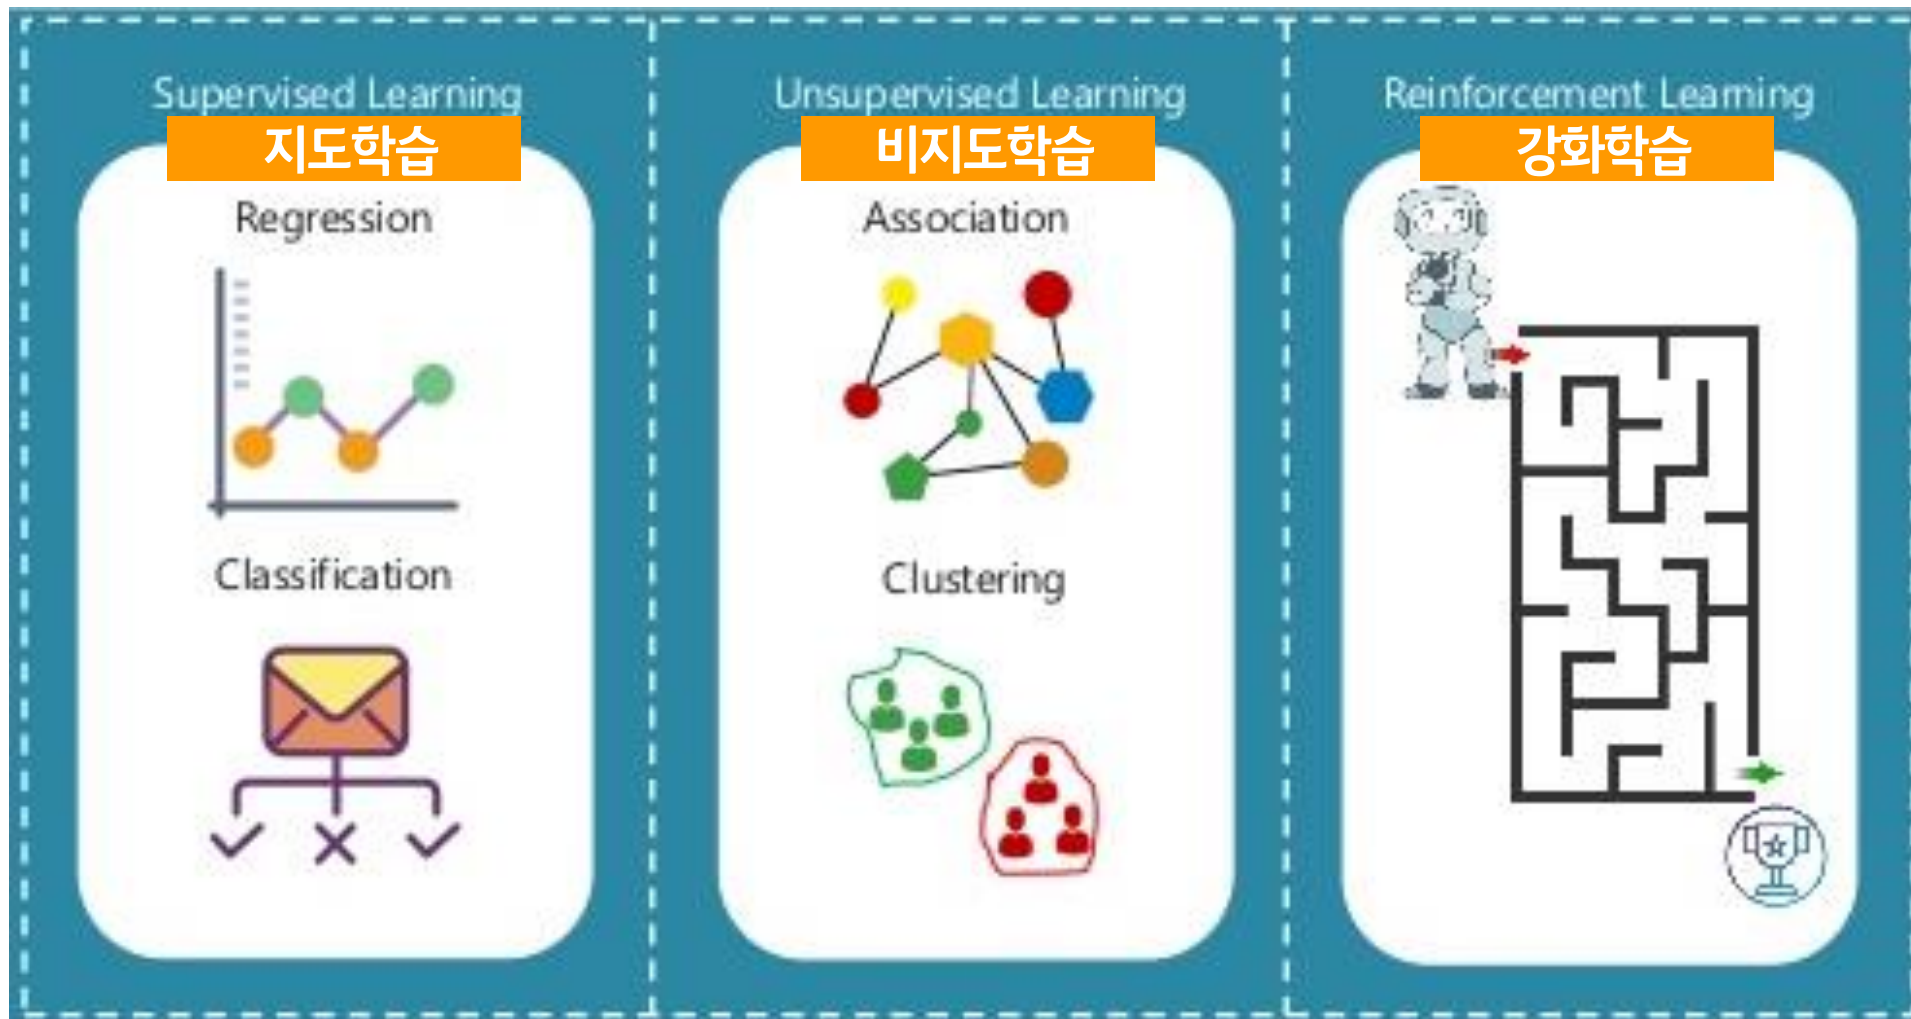 Supervised Learning
지도학습
Regression
Classification
Unsupervised Learning
비지도학습
Association
Clustering
Reinforcement Learning
강화학습